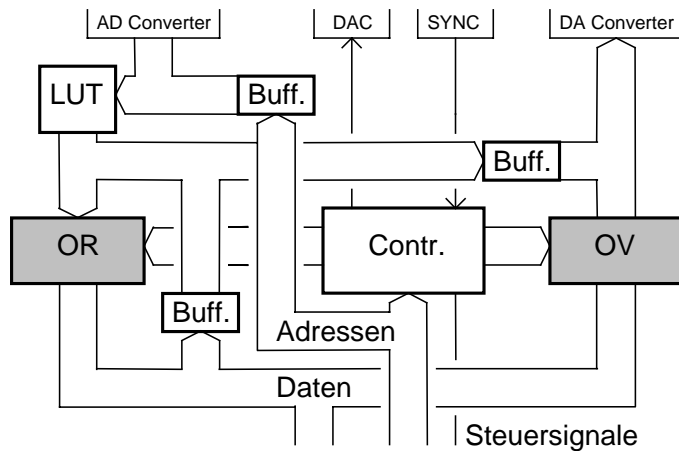 AD Converter
DAC
SYNC
DA Converter
LUT
Buff.
Buff.
OR
Contr.
OV
Buff.
Adressen
Daten
Steuersignale